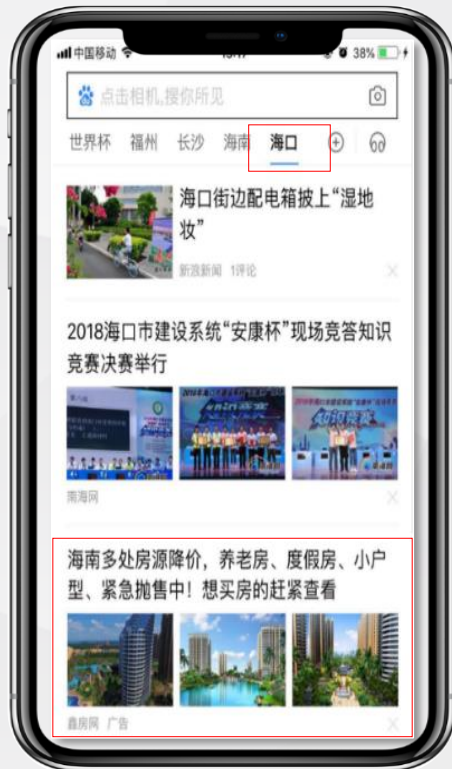 中国移动
38%
点击相机,搜你所见
世界杯 福州 长沙 海南 海口
海口街边配电箱披上“湿地
妆”
新浪新闻 1评论
2018海口市建设系统“安康杯”现场竞答知识
竞赛决赛举行
知识竞赛
南海网
海南多处房源降价，养老房、度假房、小户
型、紧急抛售中！想买房的赶紧查看
鑫房网 广告